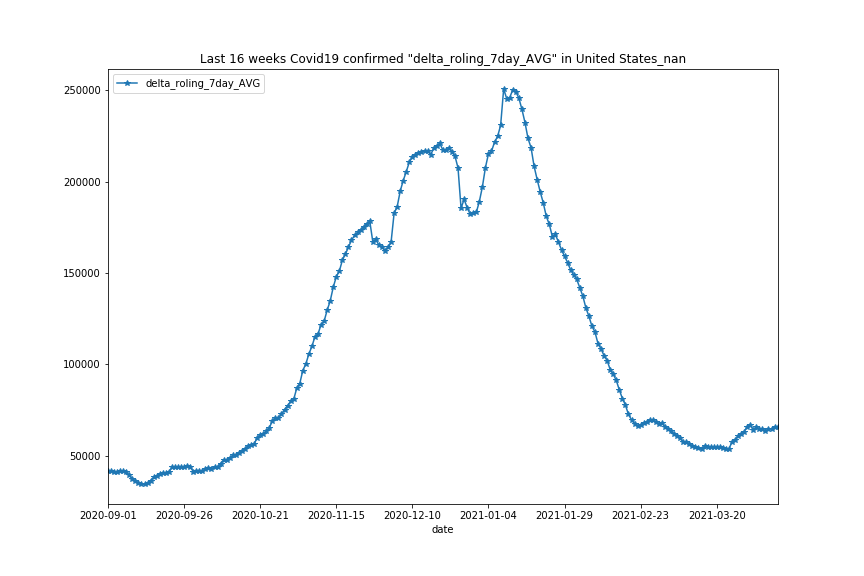 Last 16 weeks Covid19 confirmed "delta_roling_7day_AVG" in United States_nan
delta_roling_7day_AVG
250000
200000
150000
100000
50000
2020-09-01 2020-09-26 2020-10-21 2020-11-15 2020-12-10 2021-01-04 2021-01-29 2021-02-23 2021-03-20
date